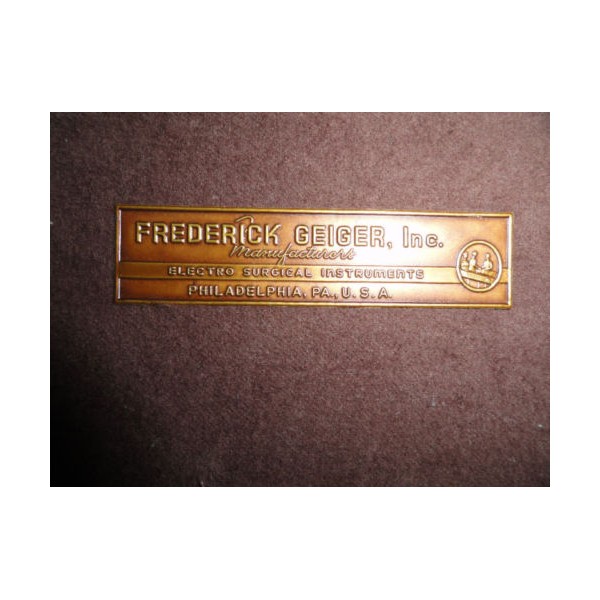 FREDERICK GEIGER, Inc.
Manufacturers
ELECTRO SURGICAL INSTRUMENTS
PHILADELPHIA, PA., U. S. A.